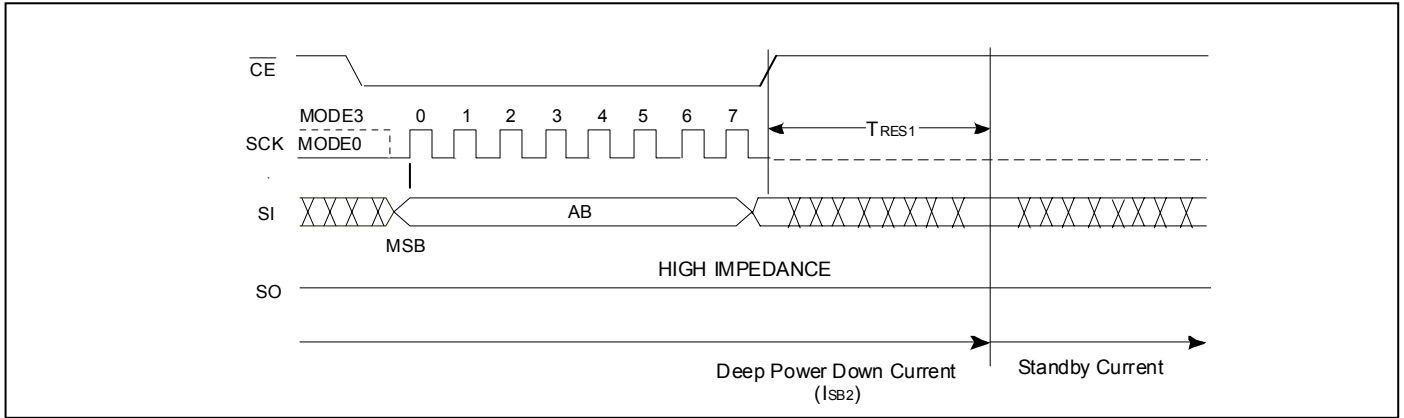 CE
MODE3
0 1 2 3 4 5 6 7
SCK MODE0
TRES1
SI
AB
MSB
HIGH IMPEDANCE
SO
Deep Power Down Current
(ISB2)
Standby Current